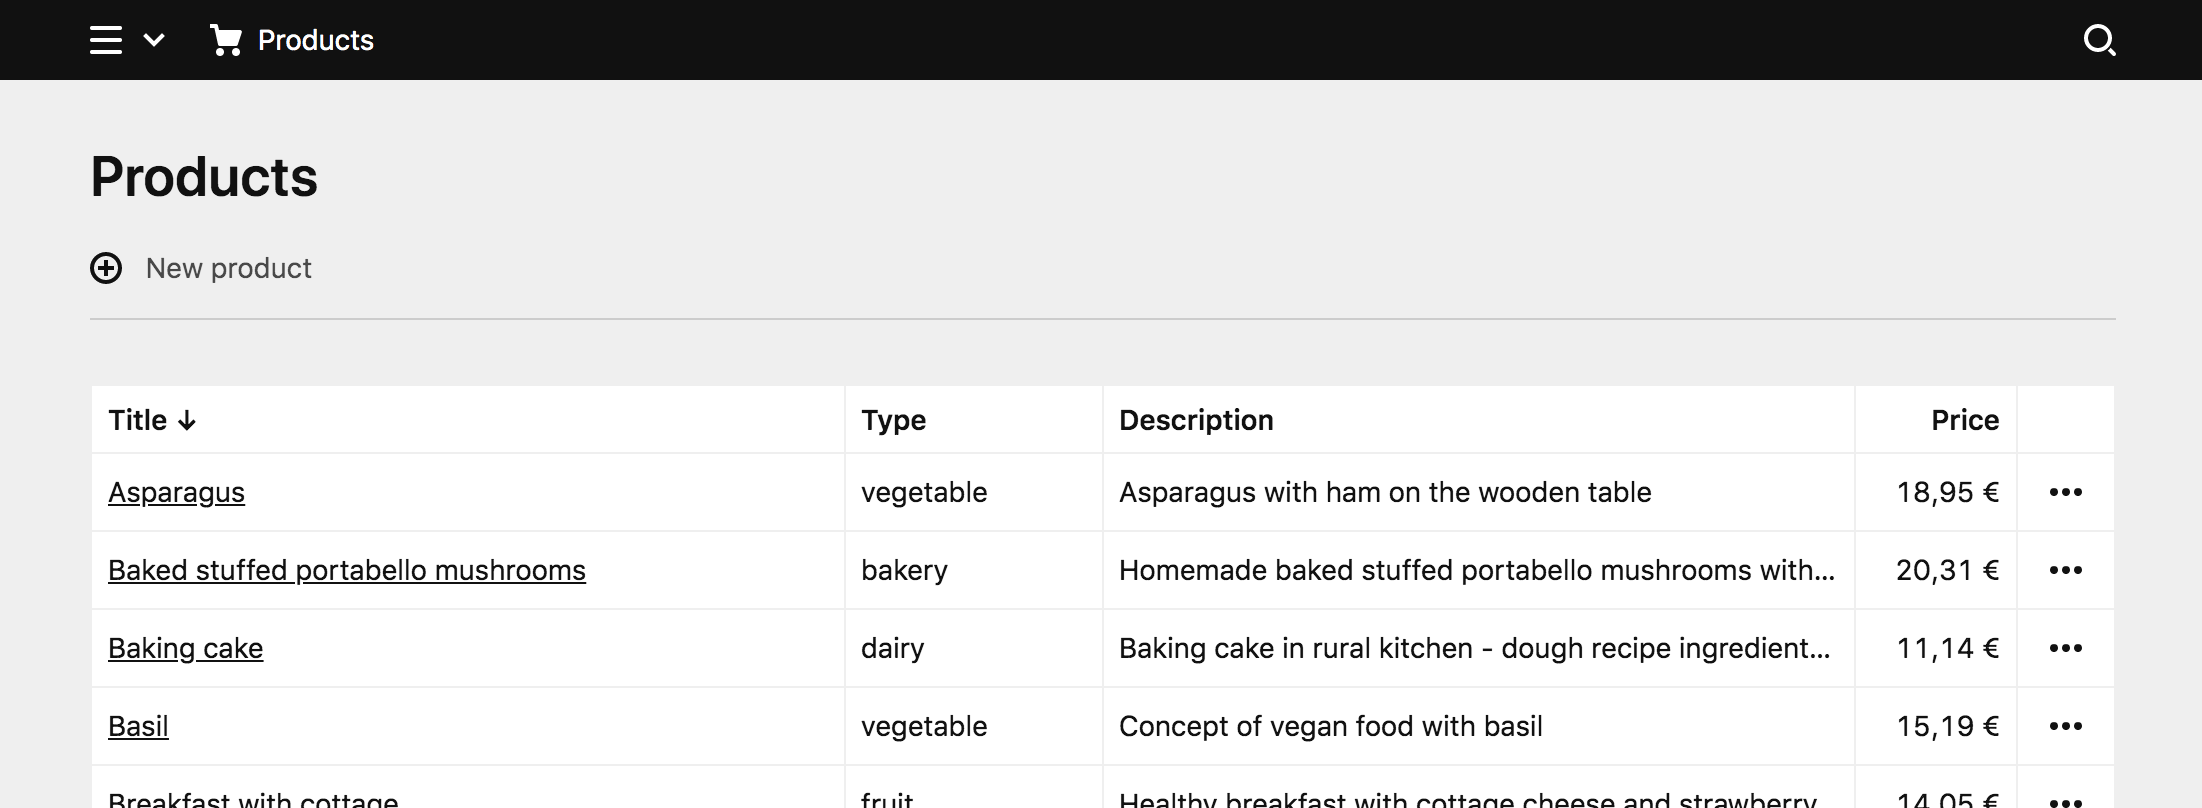 Products
Products
New product
Title ↓ Type Description Price
Asparagus vegetable Asparagus with ham on the wooden table 18,95 €
Baked stuffed portabello mushrooms bakery Homemade baked stuffed portabello mushrooms with... 20,31 €
Baking cake dairy Baking cake in rural kitchen - dough recipe ingredient... 11,14 €
Basil vegetable Concept of vegan food with basil 15,19 €
Breakfast with cottage fruit Healthy breakfast with cottage cheese and strawberry 14,05 €